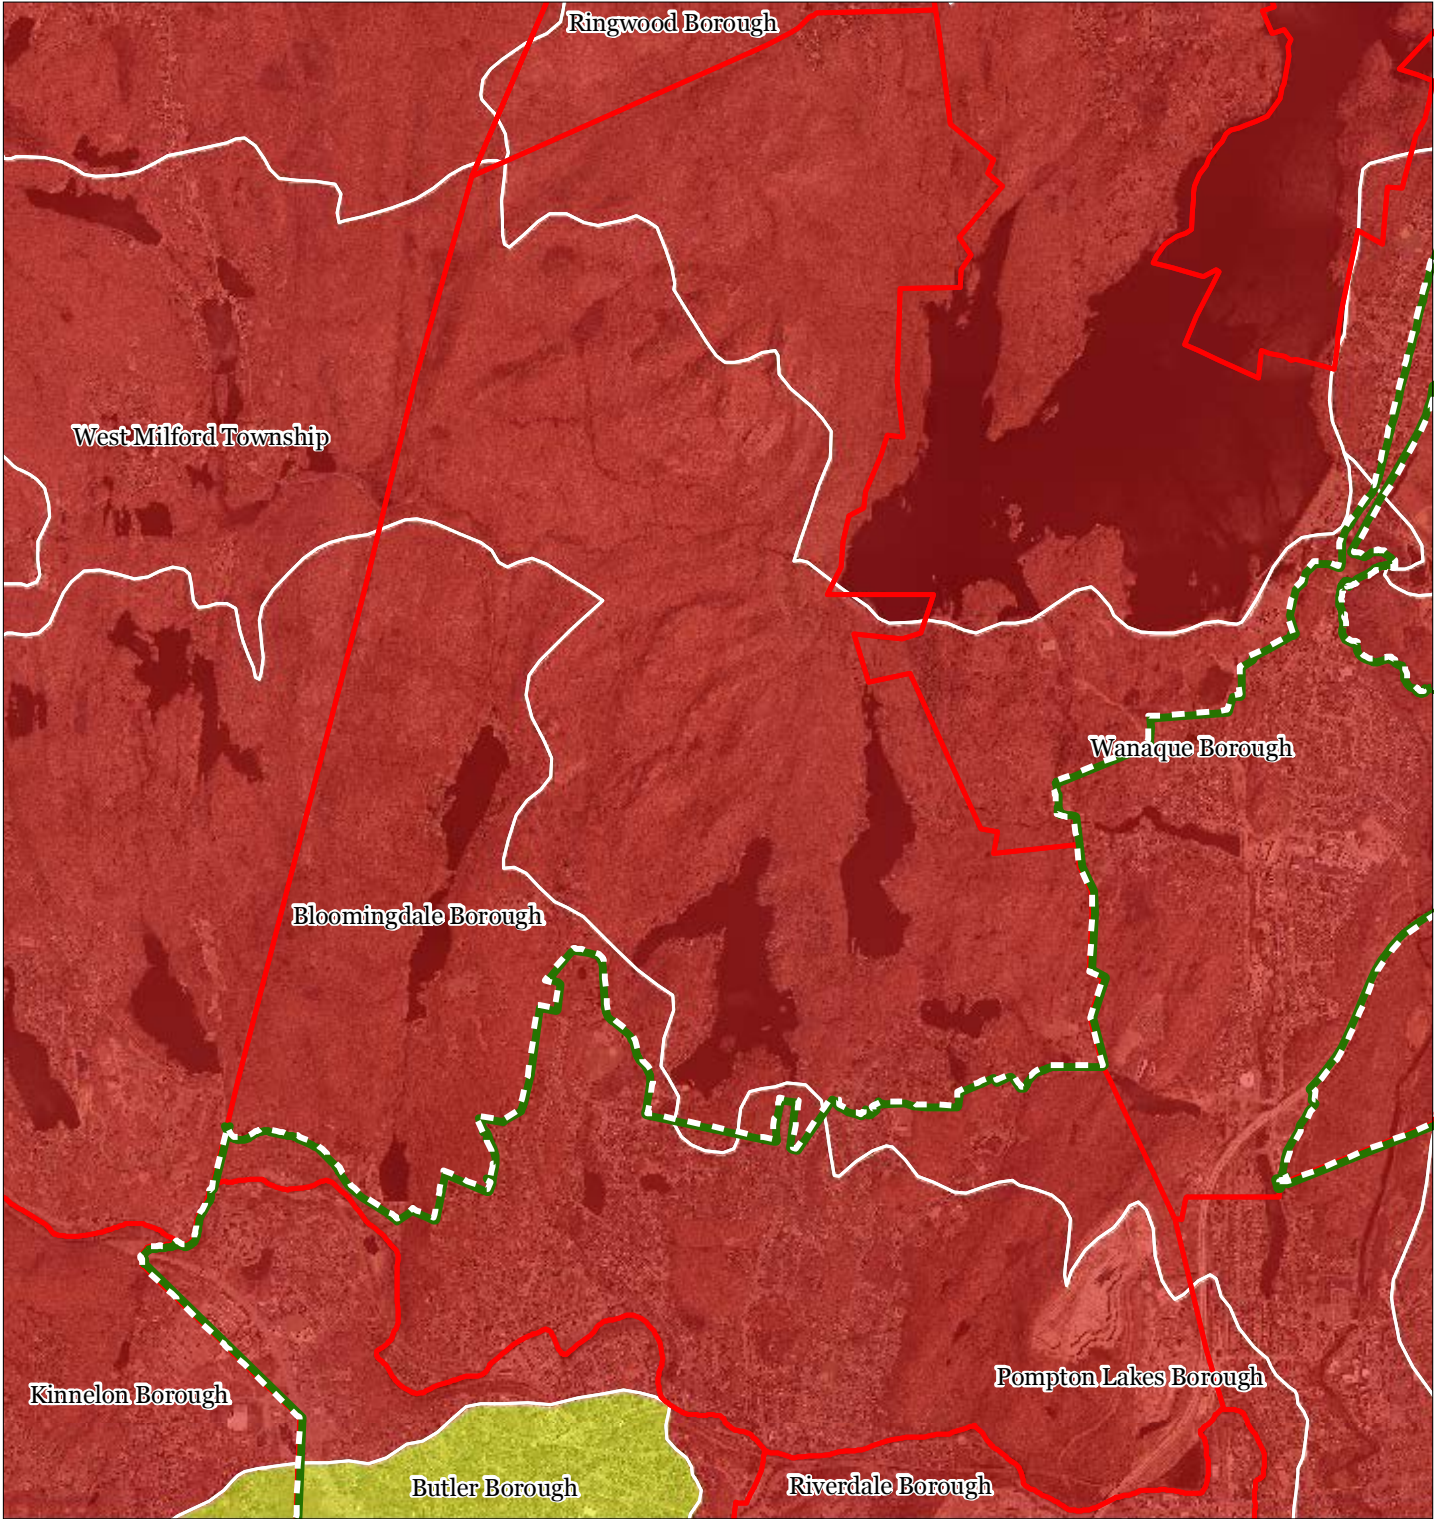 Ringwood Borough
West Milford Township
Wanaque Borough
Bloomingdale Borough
Pompton Lakes Borough
Kinnelon Borough
Butler Borough
Riverdale Borough